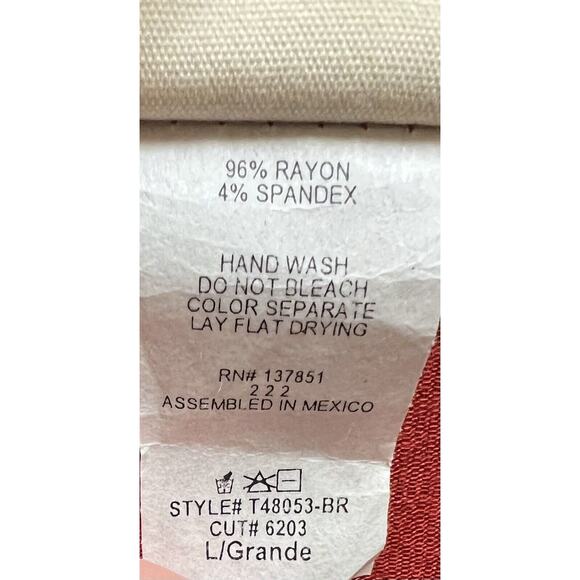 96% RAYON
4% SPANDEX
HAND WASH
DO NOT BLEACH
COLOR SEPARATE
LAY FLAT DRYING
RN# 137851
2 2 2
ASSEMBLED IN MEXICO
STYLE# T48053-BR
CUT# 6203
L/Grande